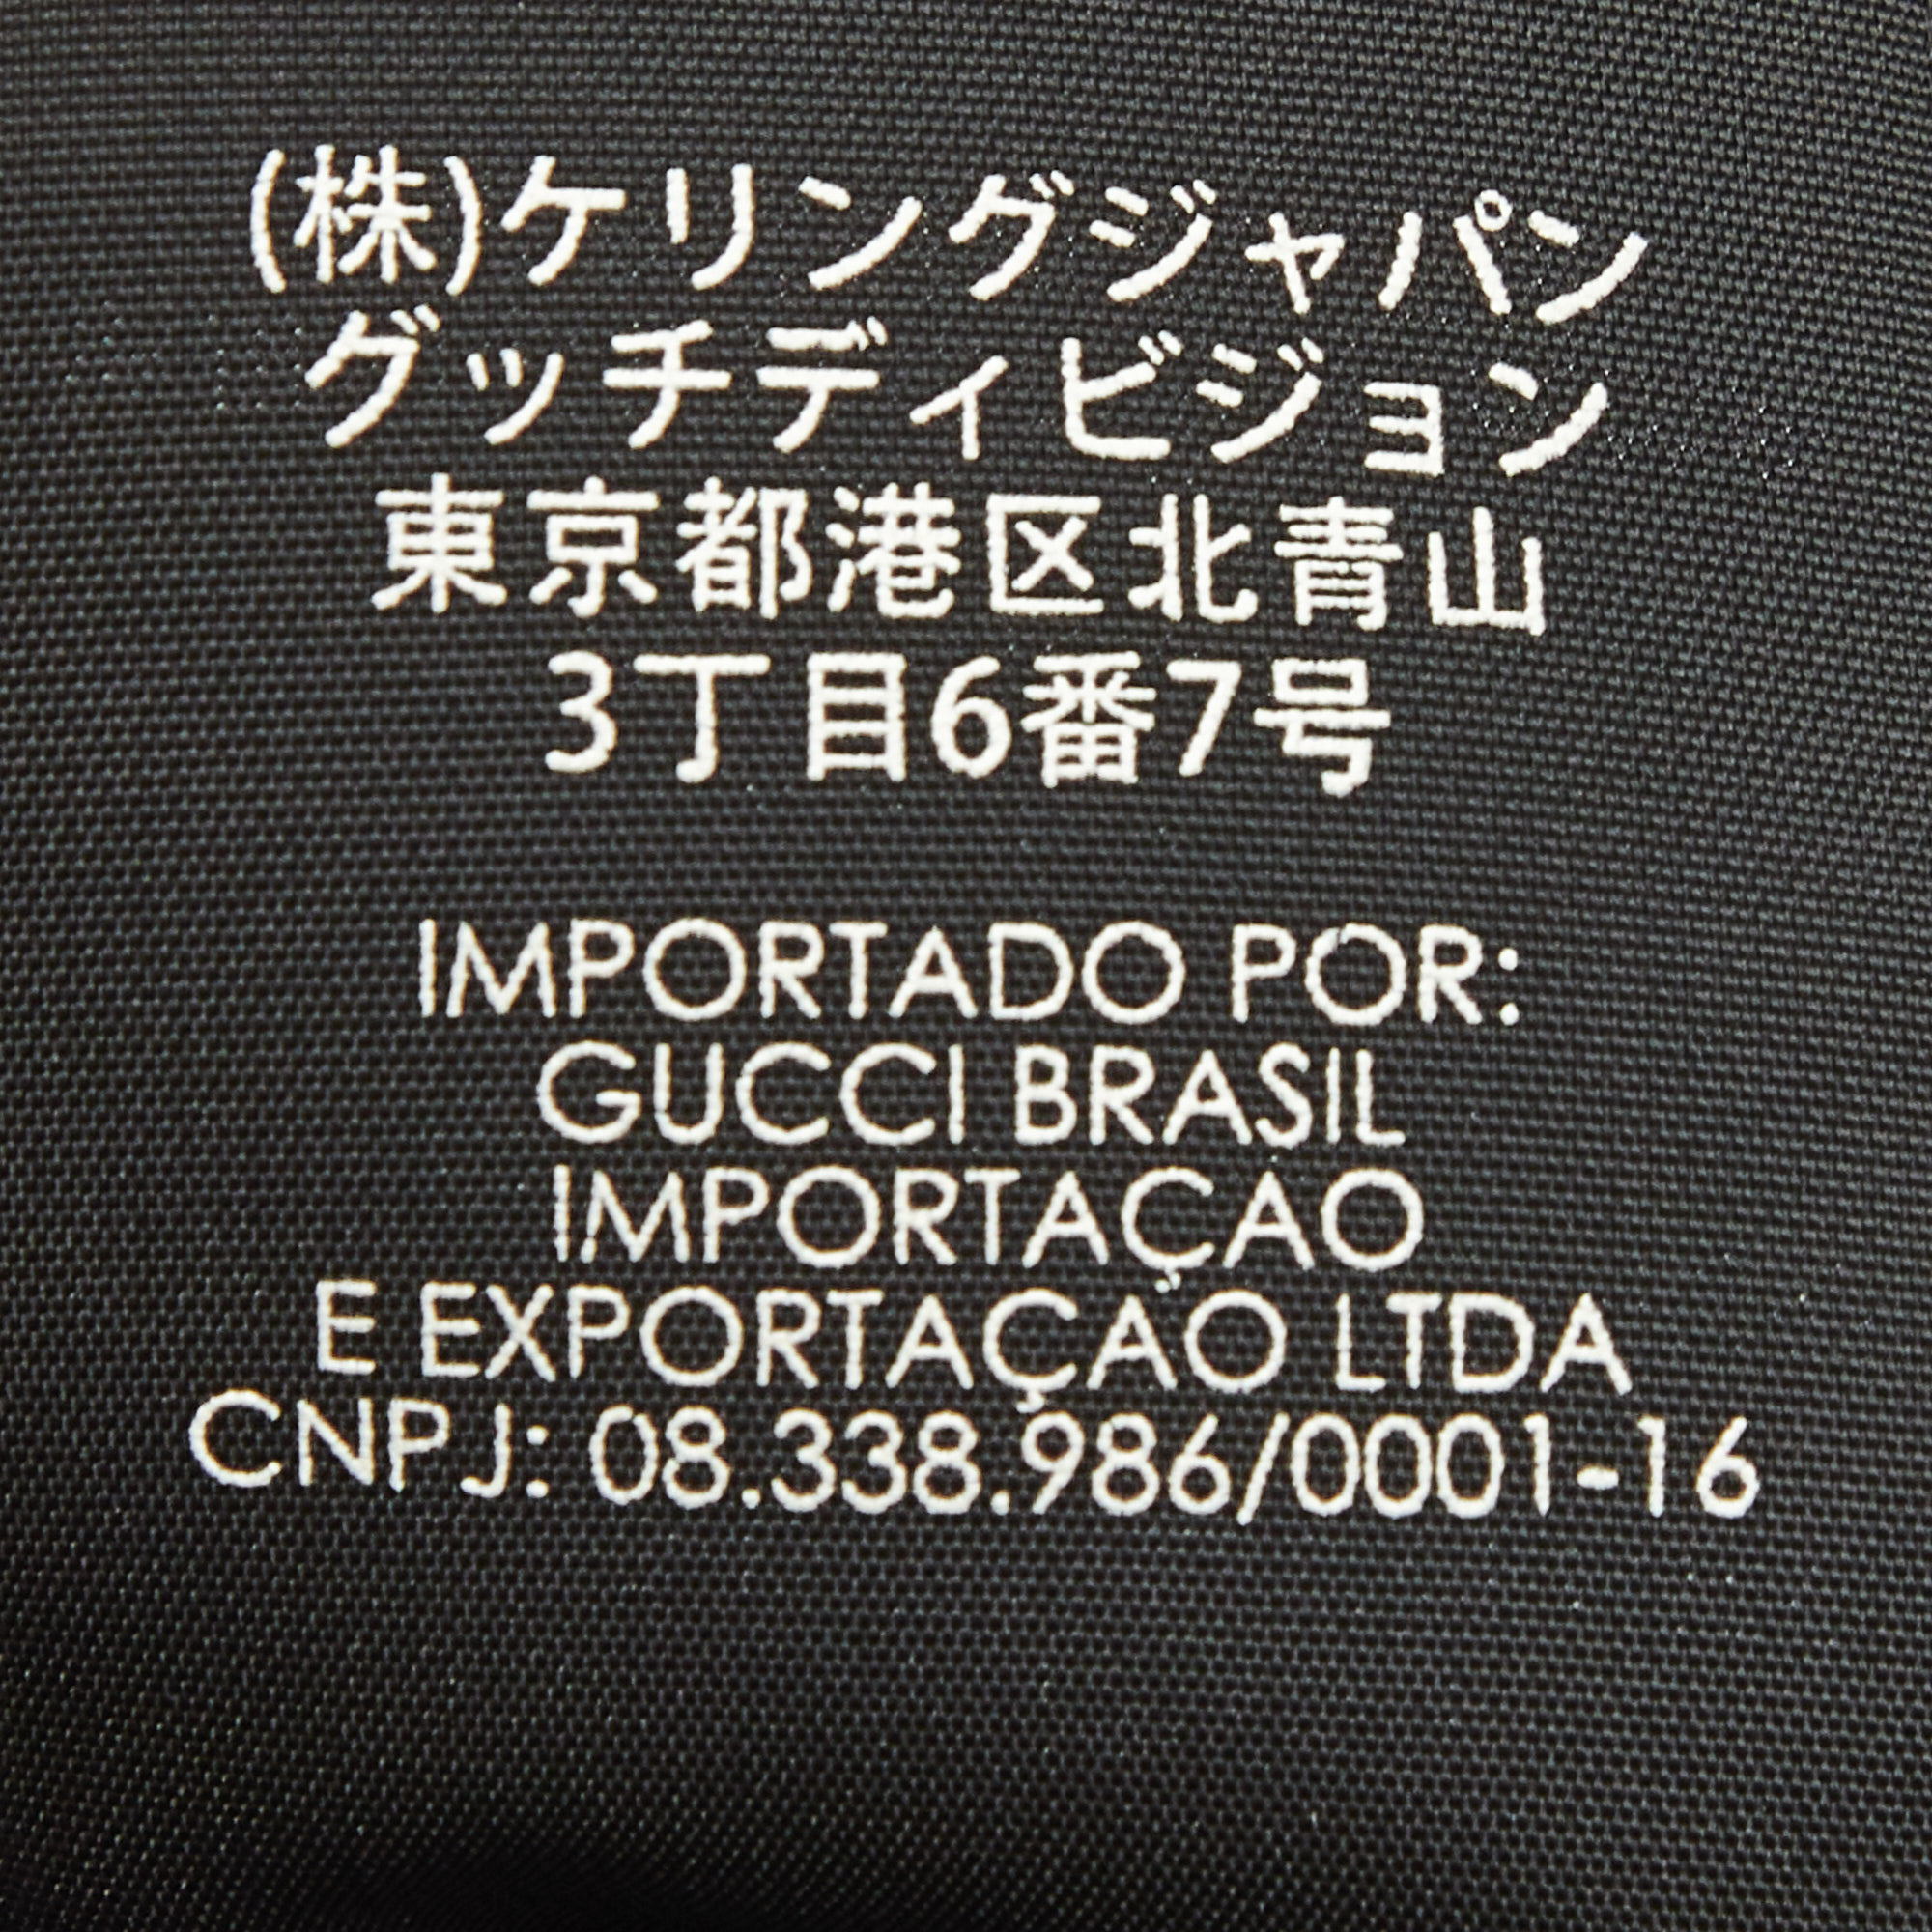 (株)ケリングジャパン
グッチディビジョン
東京都港区北青山
3丁目6番7号
IMPORTADO POR:
GUCCI BRASIL
IMPORTAÇAO
E EXPORTAÇAO LTDA
CNPJ: 08.338.986/0001-16